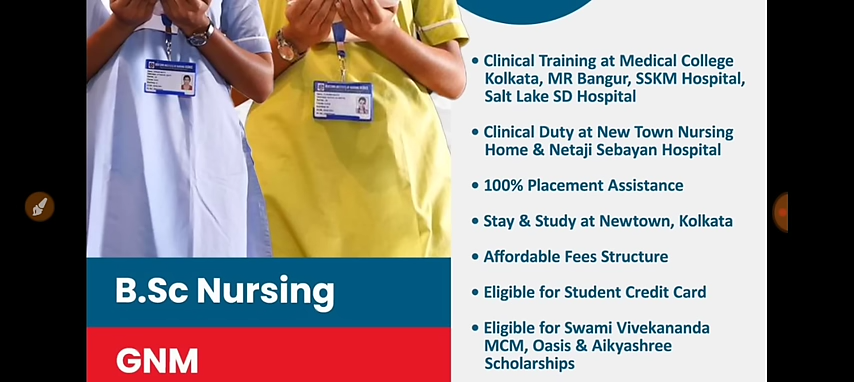 • Clinical Training at Medical College
Kolkata, MR Bangur, SSKM Hospital,
Salt Lake SD Hospital
• Clinical Duty at New Town Nursing
Home & Netaji Sebayan Hospital
• 100% Placement Assistance
• Stay & Study at Newtown, Kolkata
• Affordable Fees Structure
• Eligible for Student Credit Card
• Eligible for Swami Vivekananda
MCM, Oasis & Aikyashree
Scholarships
B.Sc Nursing
GNM